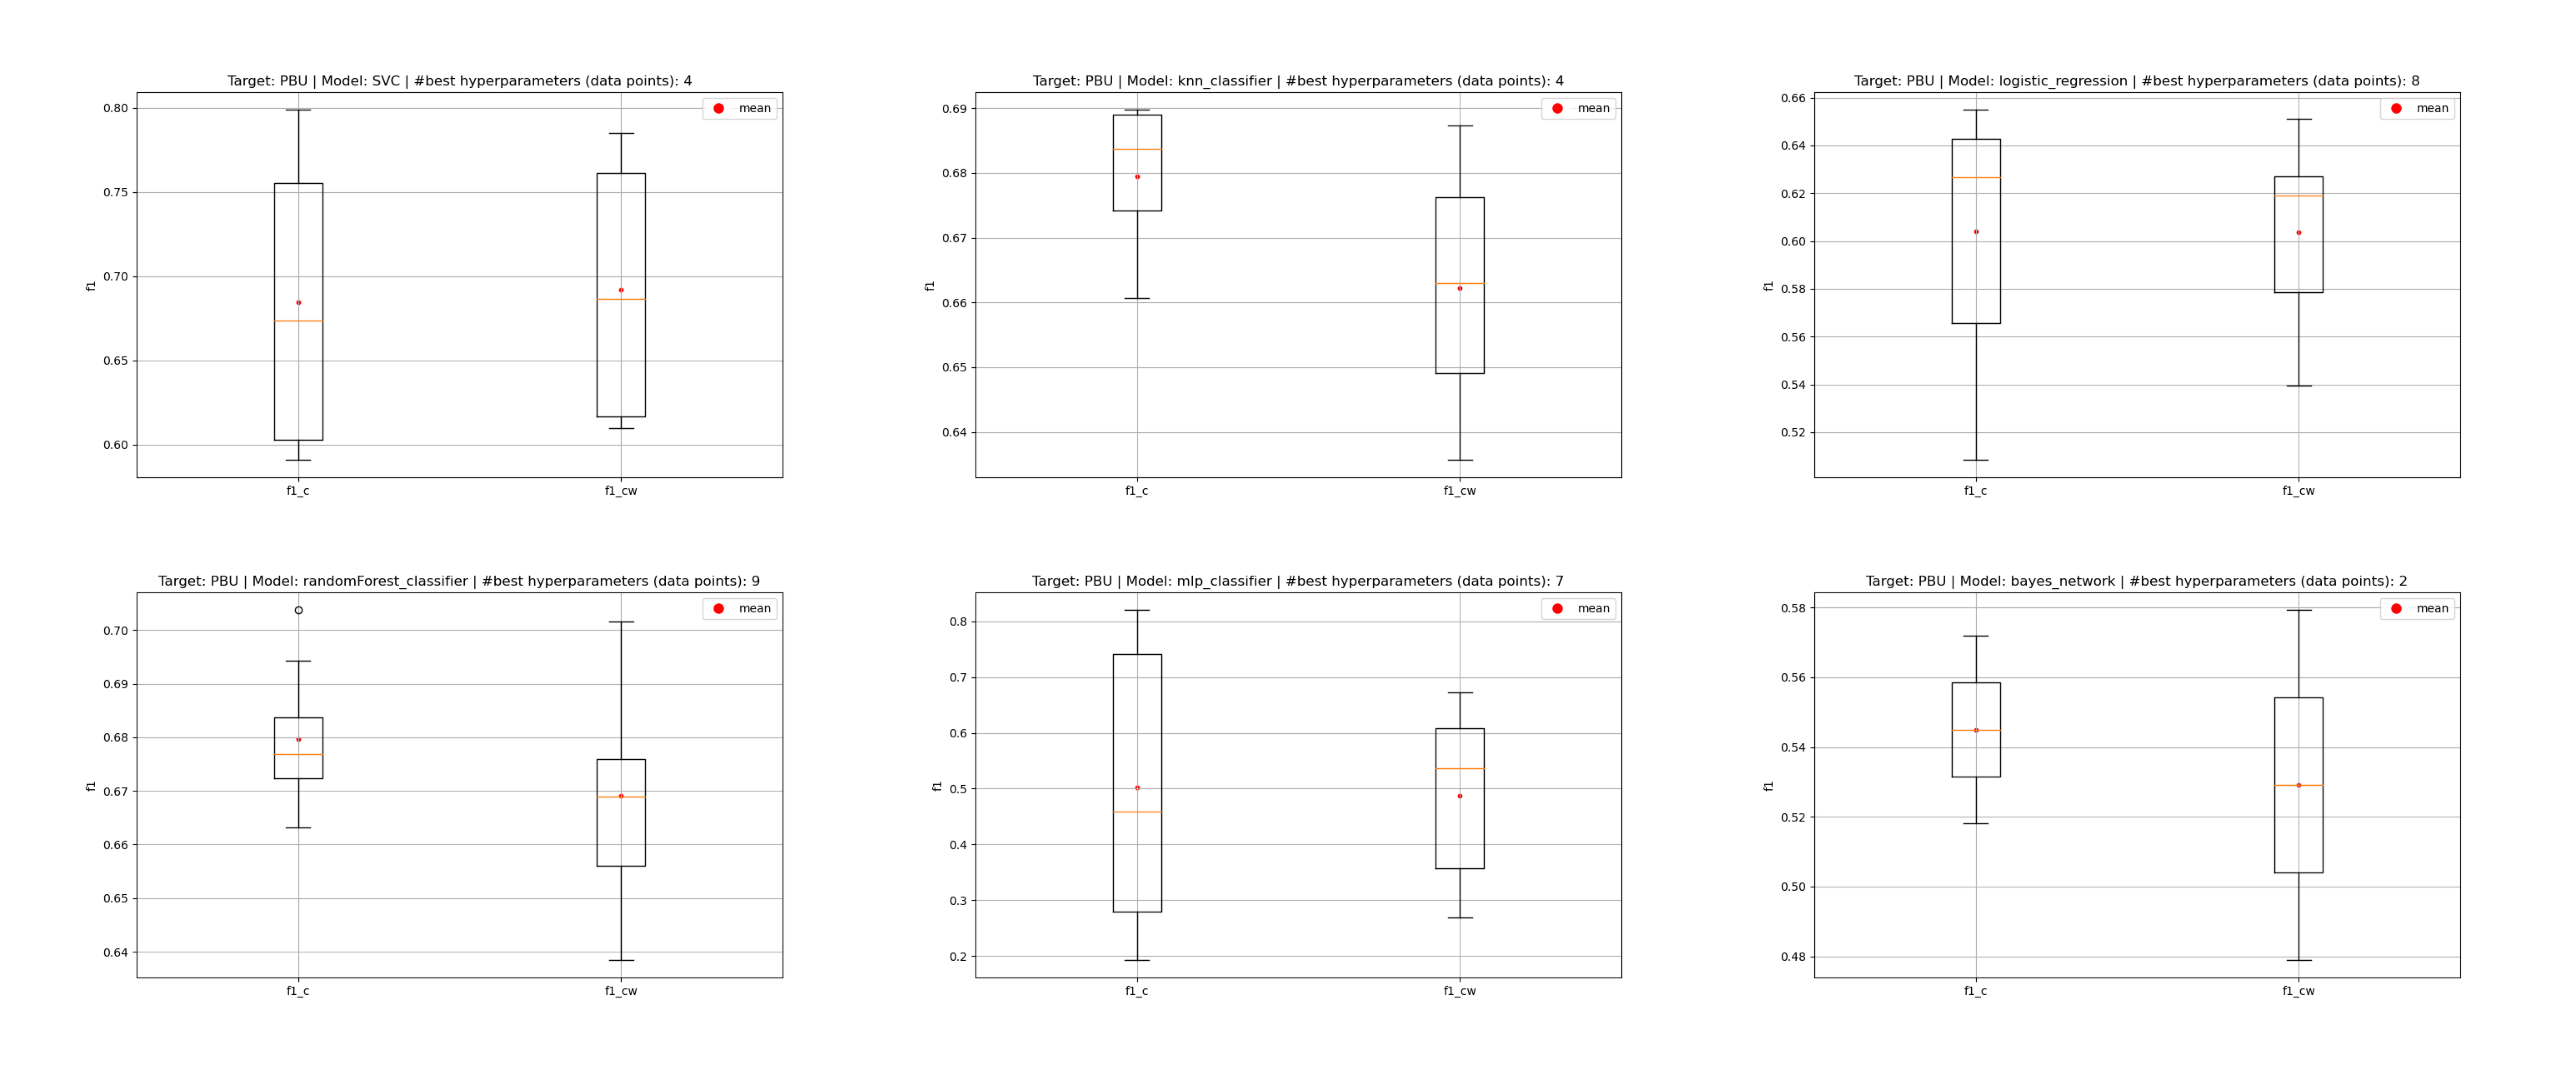 Target: PBU | Model: SVC | #best hyperparameters (data points): 4
mean
0.80
0.75
0.70
0.65
0.60
f1
f1_c
f1_cw
Target: PBU | Model: knn_classifier | #best hyperparameters (data points): 4
mean
0.69
0.68
0.67
0.66
0.65
0.64
f1
f1_c
f1_cw
Target: PBU | Model: logistic_regression | #best hyperparameters (data points): 8
mean
0.66
0.64
0.62
0.60
0.58
0.56
0.54
0.52
f1
f1_c
f1_cw
Target: PBU | Model: randomForest_classifier | #best hyperparameters (data points): 9
mean
0.70
0.69
0.68
0.67
0.66
0.65
0.64
f1
f1_c
f1_cw
Target: PBU | Model: mlp_classifier | #best hyperparameters (data points): 7
mean
0.8
0.7
0.6
0.5
0.4
0.3
0.2
f1
f1_c
f1_cw
Target: PBU | Model: bayes_network | #best hyperparameters (data points): 2
mean
0.58
0.56
0.54
0.52
0.50
0.48
f1
f1_c
f1_cw